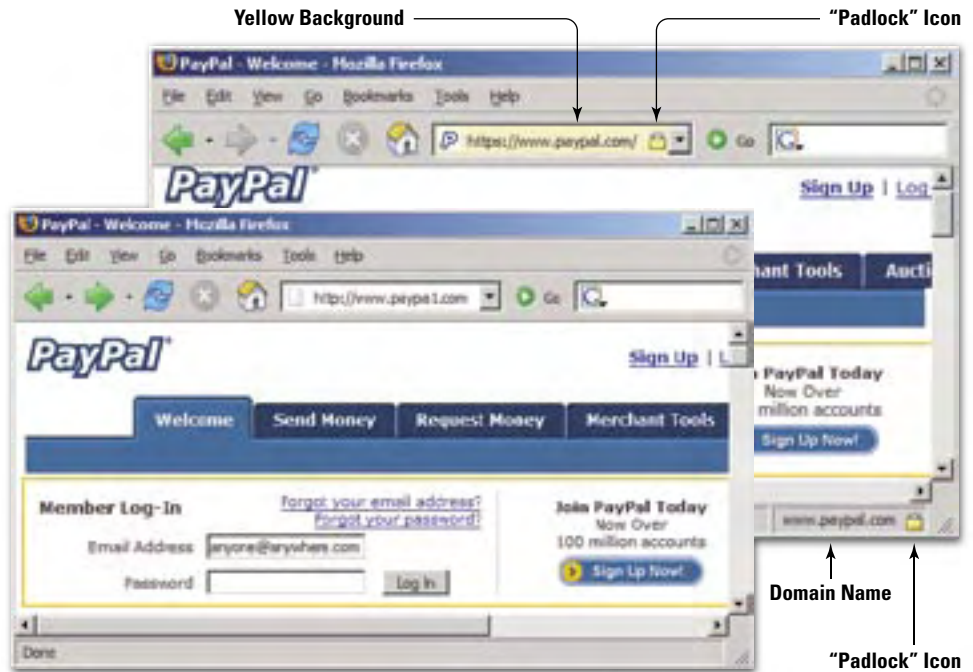 Yellow Background
“Padlock” Icon
PayPal - Welcome - Mozilla Firefox
File Edit View Go Bookmarks Tools Help
https://www.paypal.com/ Go G
PayPal®
Sign Up | Log
hant Tools Aucti
PayPal Today
Now Over
million accounts
Sign Up Now!
www.paypal.com
Domain Name
“Padlock” Icon
PayPal - Welcome - Mozilla Firefox
File Edit View Go Bookmarks Tools Help
http://www.paypa1.com Go G
PayPal®
Sign Up | L
Welcome Send Money Request Money Merchant Tools
Member Log-In
Forgot your email address?
Forgot your password?
Email Address anyone@anywhere.com
Password Log In
Join PayPal Today
Now Over
100 million accounts
Sign Up Now!
Done